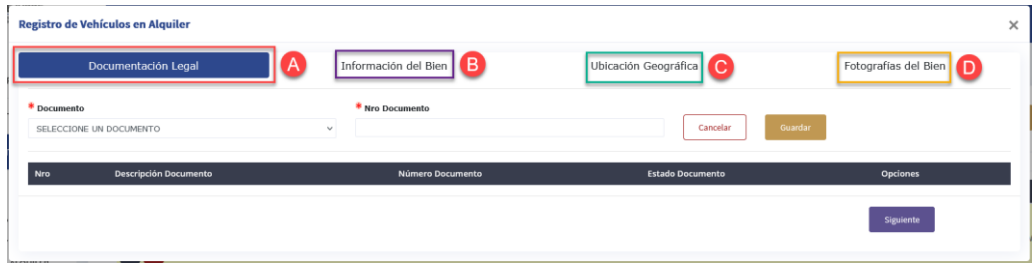 Registro de Vehículos en Alquiler ×
Documentación Legal A Información del Bien B Ubicación Geográfica C Fotografías del Bien D
* Documento * Nro Documento
SELECCIONE UN DOCUMENTO Cancelar Guardar
Nro Descripción Documento Número Documento Estado Documento Opciones
Siguiente